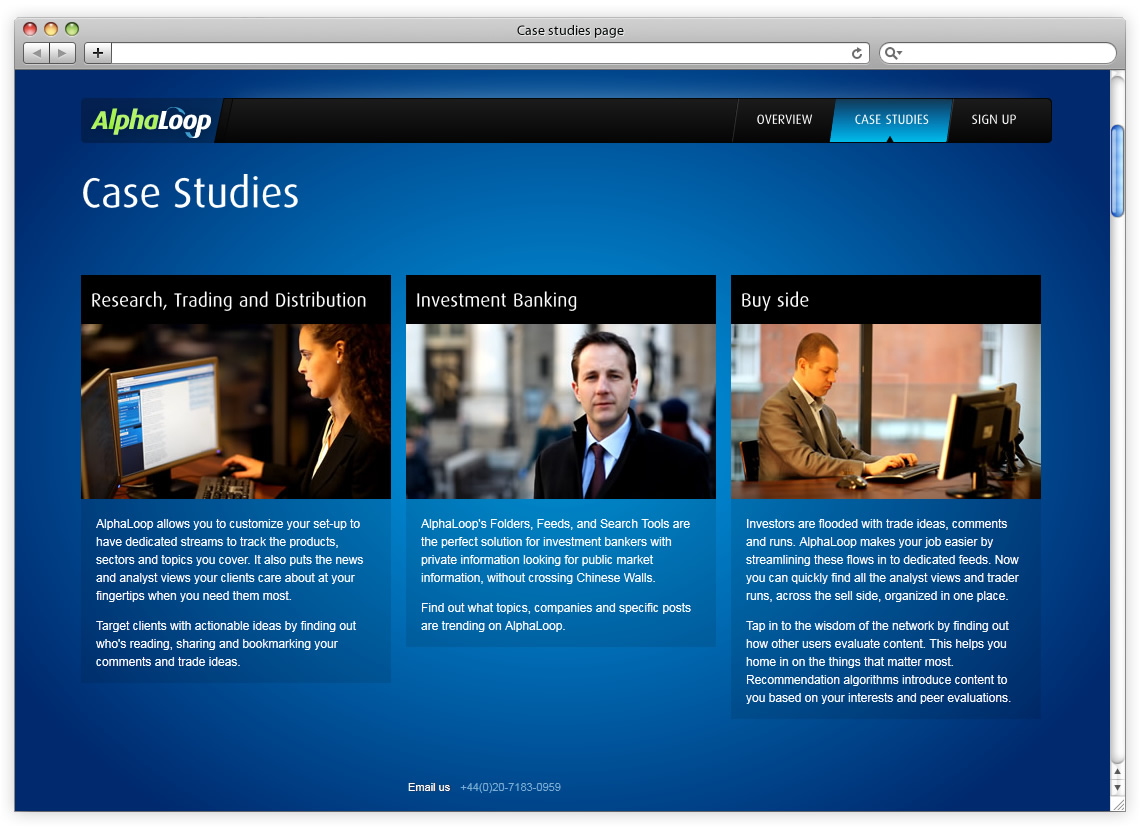 Case studies page
AlphaLoop
OVERVIEW
CASE STUDIES
SIGN UP
Case Studies
Research, Trading and Distribution
AlphaLoop allows you to customize your set-up to
have dedicated streams to track the products,
sectors and topics you cover. It also puts the news
and analyst views your clients care about at your
fingertips when you need them most.
Target clients with actionable ideas by finding out
who's reading, sharing and bookmarking your
comments and trade ideas.
Investment Banking
AlphaLoop's Folders, Feeds, and Search Tools are
the perfect solution for investment bankers with
private information looking for public market
information, without crossing Chinese Walls.
Find out what topics, companies and specific posts
are trending on AlphaLoop.
Buy side
Investors are flooded with trade ideas, comments
and runs. AlphaLoop makes your job easier by
streamlining these flows in to dedicated feeds. Now
you can quickly find all the analyst views and trader
runs, across the sell side, organized in one place.
Tap in to the wisdom of the network by finding out
how other users evaluate content. This helps you
home in on the things that matter most.
Recommendation algorithms introduce content to
you based on your interests and peer evaluations.
Email us +44(0)20-7183-0959